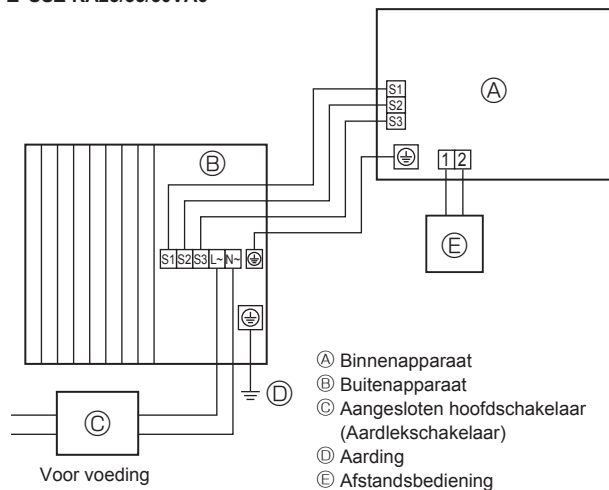 S1
S2
S3
Ⓐ
Ⓑ
1 2
Ⓔ
S1 S2 S3 L~ N~
Ⓓ
Ⓒ
Voor voeding
Ⓐ Binnenapparaat
Ⓑ Buitenapparaat
Ⓒ Aangesloten hoofdschakelaar
(Aardlekschakelaar)
Ⓓ Aarding
Ⓔ Afstandsbediening